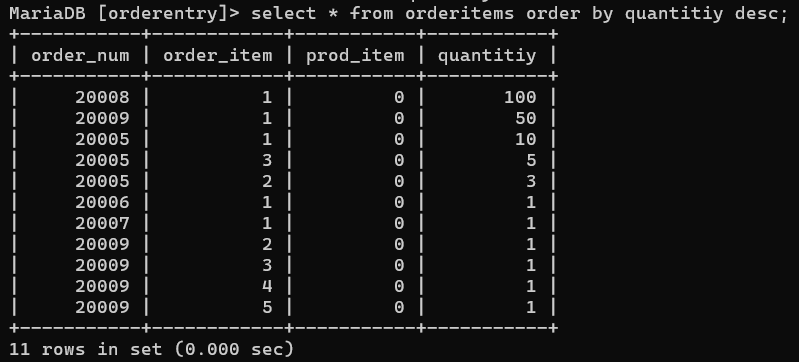 MariaDB [orderentry]> select * from orderitems order by quantitiy desc;
+-----------+------------+-----------+-----------+
| order_num | order_item | prod_item | quantitiy |
+-----------+------------+-----------+-----------+
|     20008 |          1 |         0 |       100 |
|     20009 |          1 |         0 |        50 |
|     20005 |          1 |         0 |        10 |
|     20005 |          3 |         0 |         5 |
|     20005 |          2 |         0 |         3 |
|     20006 |          1 |         0 |         1 |
|     20007 |          1 |         0 |         1 |
|     20009 |          2 |         0 |         1 |
|     20009 |          3 |         0 |         1 |
|     20009 |          4 |         0 |         1 |
|     20009 |          5 |         0 |         1 |
+-----------+------------+-----------+-----------+
11 rows in set (0.000 sec)